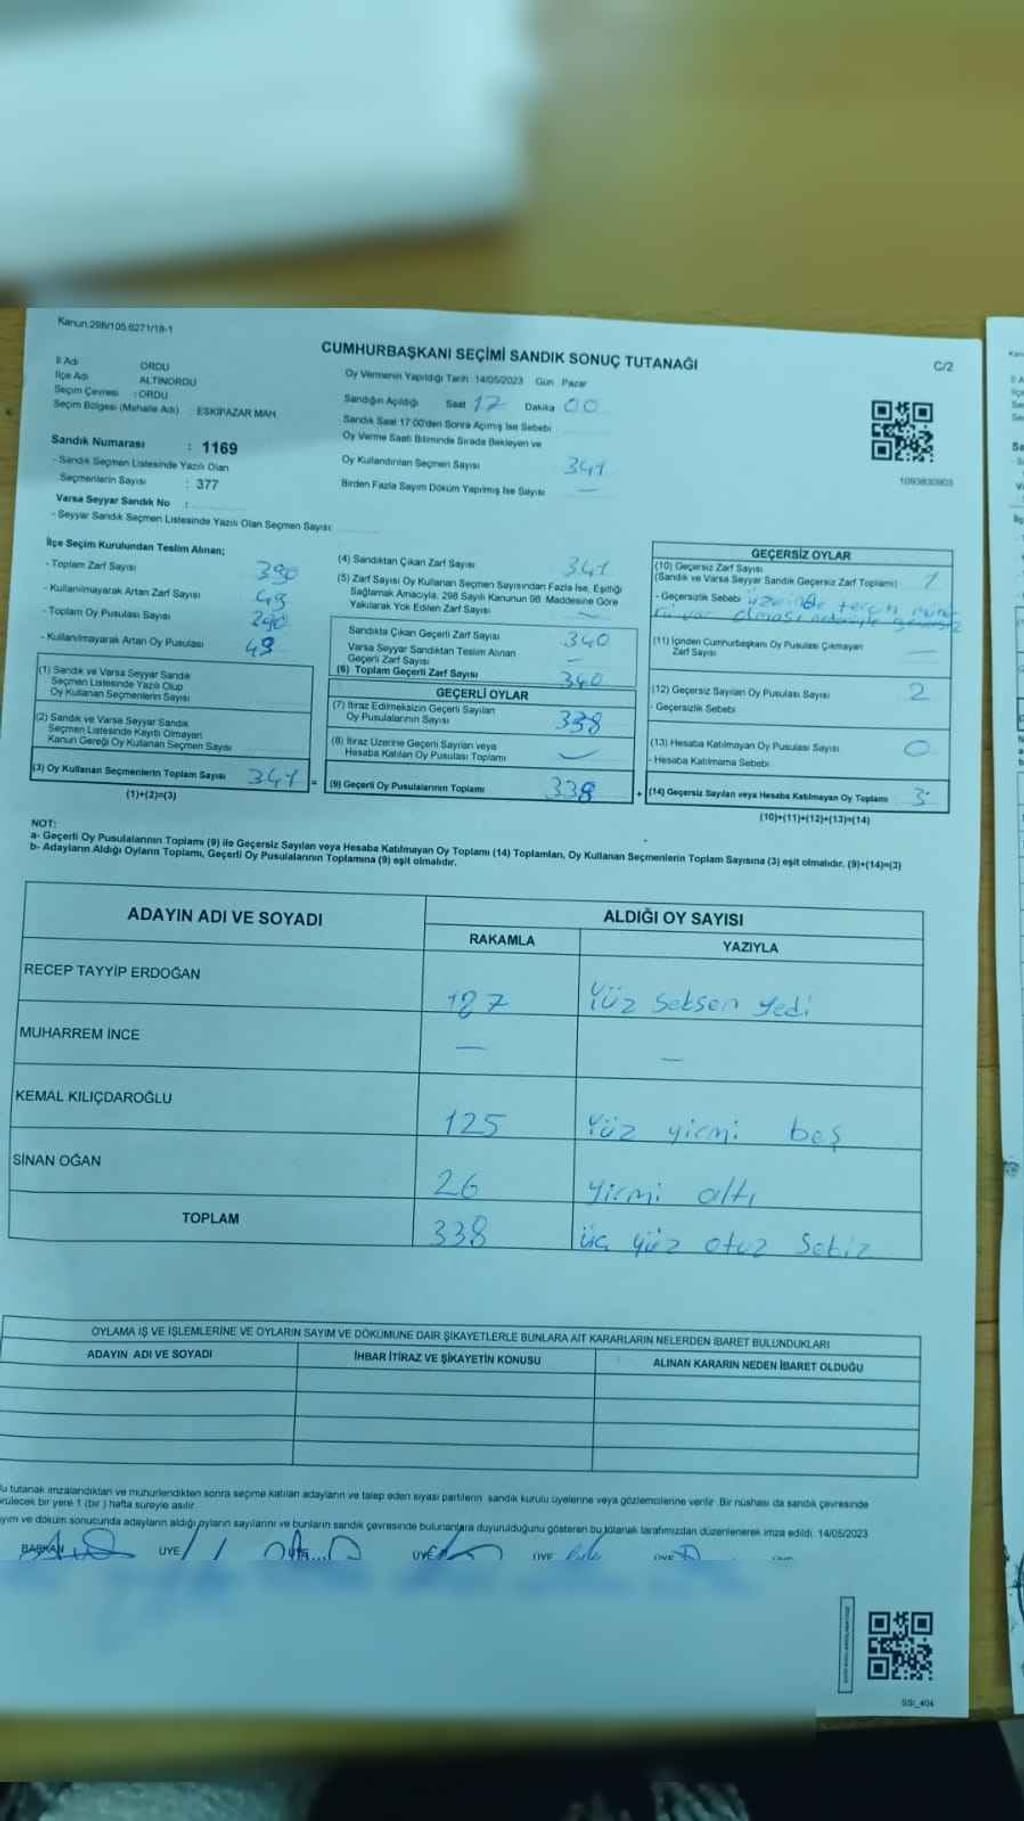 Kanun:298/105,6271/18-1
CUMHURBAŞKANI SEÇİMİ SANDIK SONUÇ TUTANAĞI
C/2
İl Adı ORDU
İlçe Adı ALTINORDU
Seçim Çevresi : ORDU
Seçim Bölgesi (Mahalle Adı) : ESKİPAZAR MAH.
Oy Vermenin Yapıldığı Tarih :14/05/2023 Gün Pazar
Sandığın Açıldığı Saat 17 Dakika 00
Sandık Saat 17:00'den Sonra Açılmış İse Sebebi
Oy Verme Saati Bitiminde Sırada Bekleyen ve
Oy Kullandırılan Seçmen Sayısı 341
Birden Fazla Sayım Döküm Yapılmış İse Sayısı —
Sandık Numarası : 1169
- Sandık Seçmen Listesinde Yazılı Olan
Seçmenlerin Sayısı : 377
Varsa Seyyar Sandık No :
- Seyyar Sandık Seçmen Listesinde Yazılı Olan Seçmen Sayısı:
İlçe Seçim Kurulundan Teslim Alınan;
- Toplam Zarf Sayısı 390
- Kullanılmayarak Artan Zarf Sayısı 49
- Toplam Oy Pusulası Sayısı
- Kullanılmayarak Artan Oy Pusulası 49
(1) Sandık ve Varsa Seyyar Sandık
Seçmen Listesinde Yazılı Olup
Oy Kullanan Seçmenlerin Sayısı
(2) Sandık ve Varsa Seyyar Sandık
Seçmen Listesinde Kayıtlı Olmayan
Kanun Gereği Oy Kullanan Seçmen Sayısı
(3) Oy Kullanan Seçmenlerin Toplam Sayısı 341
(1)+(2)=(3)
(4) Sandıktan Çıkan Zarf Sayısı 341
(5) Zarf Sayısı Oy Kullanan Seçmen Sayısından Fazla İse, Eşitliği
Sağlamak Amacıyla, 298 Sayılı Kanunun 98. Maddesine Göre
Yakılarak Yok Edilen Zarf Sayısı —
Sandıkta Çıkan Geçerli Zarf Sayısı 340
Varsa Seyyar Sandıktan Teslim Alınan
Geçerli Zarf Sayısı —
(6) Toplam Geçerli Zarf Sayısı 340
GEÇERLİ OYLAR
(7) İtiraz Edilmeksizin Geçerli Sayılan
Oy Pusulalarının Sayısı 338
(8) İtiraz Üzerine Geçerli Sayılan veya
Hesaba Katılan Oy Pusulası Toplamı —
= (9) Geçerli Oy Pusulalarının Toplamı 338
GEÇERSİZ OYLAR
(10) Geçersiz Zarf Sayısı
(Sandık ve Varsa Seyyar Sandık Geçersiz Zarf Toplamı) 1
- Geçersizlik Sebebi üzerinde tercih
(11) İçinden Cumhurbaşkanı Oy Pusulası Çıkmayan
Zarf Sayısı —
(12) Geçersiz Sayılan Oy Pusulası Sayısı 2
- Geçersizlik Sebebi
(13) Hesaba Katılmayan Oy Pusulası Sayısı 0
- Hesaba Katılmama Sebebi
+ (14) Geçersiz Sayılan veya Hesaba Katılmayan Oy Toplamı 3
(10)+(11)+(12)+(13)=(14)
NOT:
a- Geçerli Oy Pusulalarının Toplamı (9) ile Geçersiz Sayılan veya Hesaba Katılmayan Oy Toplamı (14) Toplamları, Oy Kullanan Seçmenlerin Toplam Sayısına (3) eşit olmalıdır. (9)+(14)=(3)
b- Adayların Aldığı Oyların Toplamı, Geçerli Oy Pusulalarının Toplamına (9) eşit olmalıdır.
ADAYIN ADI VE SOYADI
ALDIĞI OY SAYISI
RAKAMLA YAZIYLA
RECEP TAYYİP ERDOĞAN 187 Yüz seksen yedi
MUHARREM İNCE — —
KEMAL KILIÇDAROĞLU 125 Yüz yirmi beş
SİNAN OĞAN 26 yirmi altı
TOPLAM 338 üç yüz otuz sekiz
OYLAMA İŞ VE İŞLEMLERİNE VE OYLARIN SAYIM VE DÖKÜMÜNE DAİR ŞİKAYETLERLE BUNLARA AİT KARARLARIN NELERDEN İBARET BULUNDUKLARI
ADAYIN ADI VE SOYADI İHBAR İTİRAZ VE ŞİKAYETİN KONUSU ALINAN KARARIN NEDEN İBARET OLDUĞU
tutanak imzalandıktan ve mühürlendikten sonra seçime katılan adayların ve talep eden siyasi partilerin sandık kurulu üyelerine veya gözlemcilerine verilir. Bir nüshası da sandık çevresinde
bir yere 1 (bir ) hafta süreyle asılır.
ve döküm sonucunda adayların aldığı oyların sayılarını ve bunların sandık çevresinde bulunanlara duyurulduğunu gösteren bu tutanak tarafımızdan düzenlenerek imza edildi. 14/05/2023
BAŞKAN ÜYE ÜYE ÜYE ÜYE
SSI_404